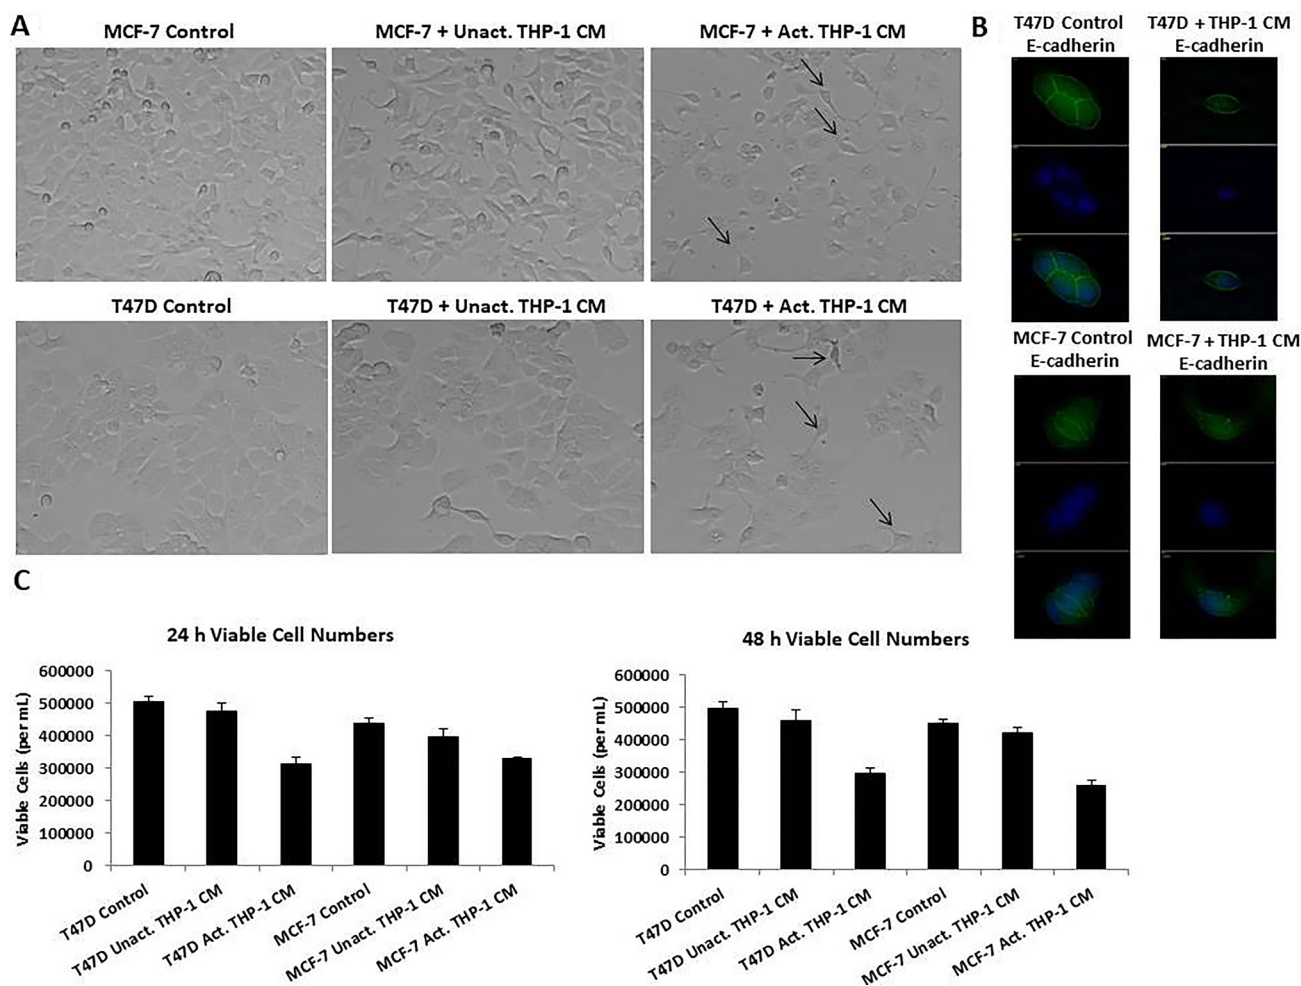 A
MCF-7 Control
MCF-7 + Unact. THP-1 CM
MCF-7 + Act. THP-1 CM
T47D Control
T47D + Unact. THP-1 CM
T47D + Act. THP-1 CM
B
T47D Control
E-cadherin
T47D + THP-1 CM
E-cadherin
MCF-7 Control
E-cadherin
MCF-7 + THP-1 CM
E-cadherin
C
24 h Viable Cell Numbers
Viable Cells (per mL)
600000
500000
400000
300000
200000
100000
0
T47D Control
T47D Unact. THP-1 CM
T47D Act. THP-1 CM
MCF-7 Control
MCF-7 Unact. THP-1 CM
MCF-7 Act. THP-1 CM
48 h Viable Cell Numbers
Viable Cells (per mL)
600000
500000
400000
300000
200000
100000
0
T47D Control
T47D Unact. THP-1 CM
T47D Act. THP-1 CM
MCF-7 Control
MCF-7 Unact. THP-1 CM
MCF-7 Act. THP-1 CM